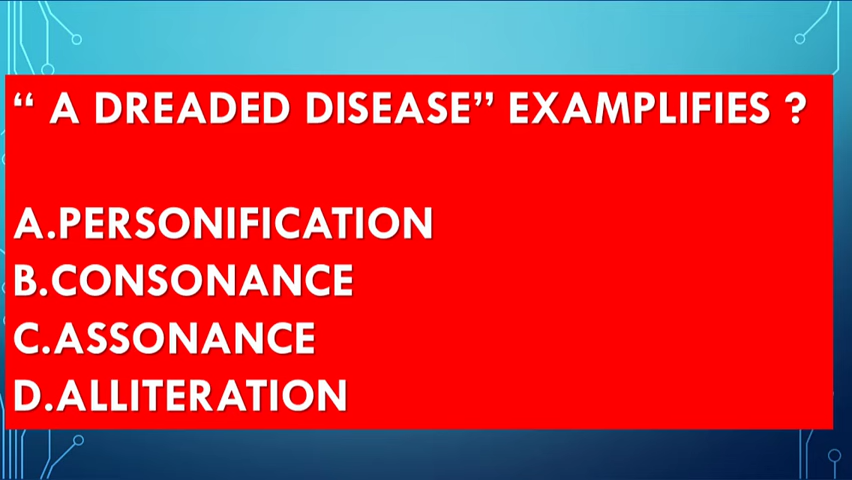 “ A DREADED DISEASE” EXAMPLIFIES ?
A.PERSONIFICATION
B.CONSONANCE
C.ASSONANCE
D.ALLITERATION